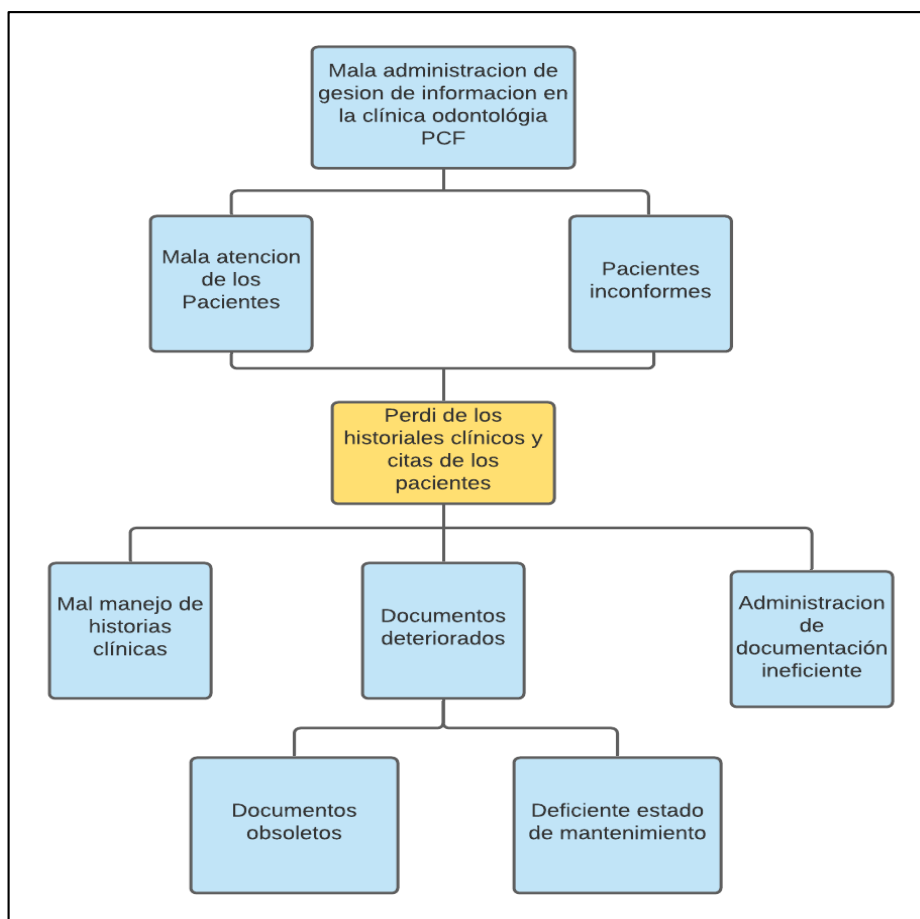 Mala administracion de
gesion de informacion en
la clínica odontológia
PCF
Mala atencion
de los
Pacientes
Pacientes
inconformes
Perdi de los
historiales clínicos y
citas de los
pacientes
Mal manejo de
historias
clínicas
Documentos
deteriorados
Administracion
de
documentación
ineficiente
Documentos
obsoletos
Deficiente estado
de mantenimiento